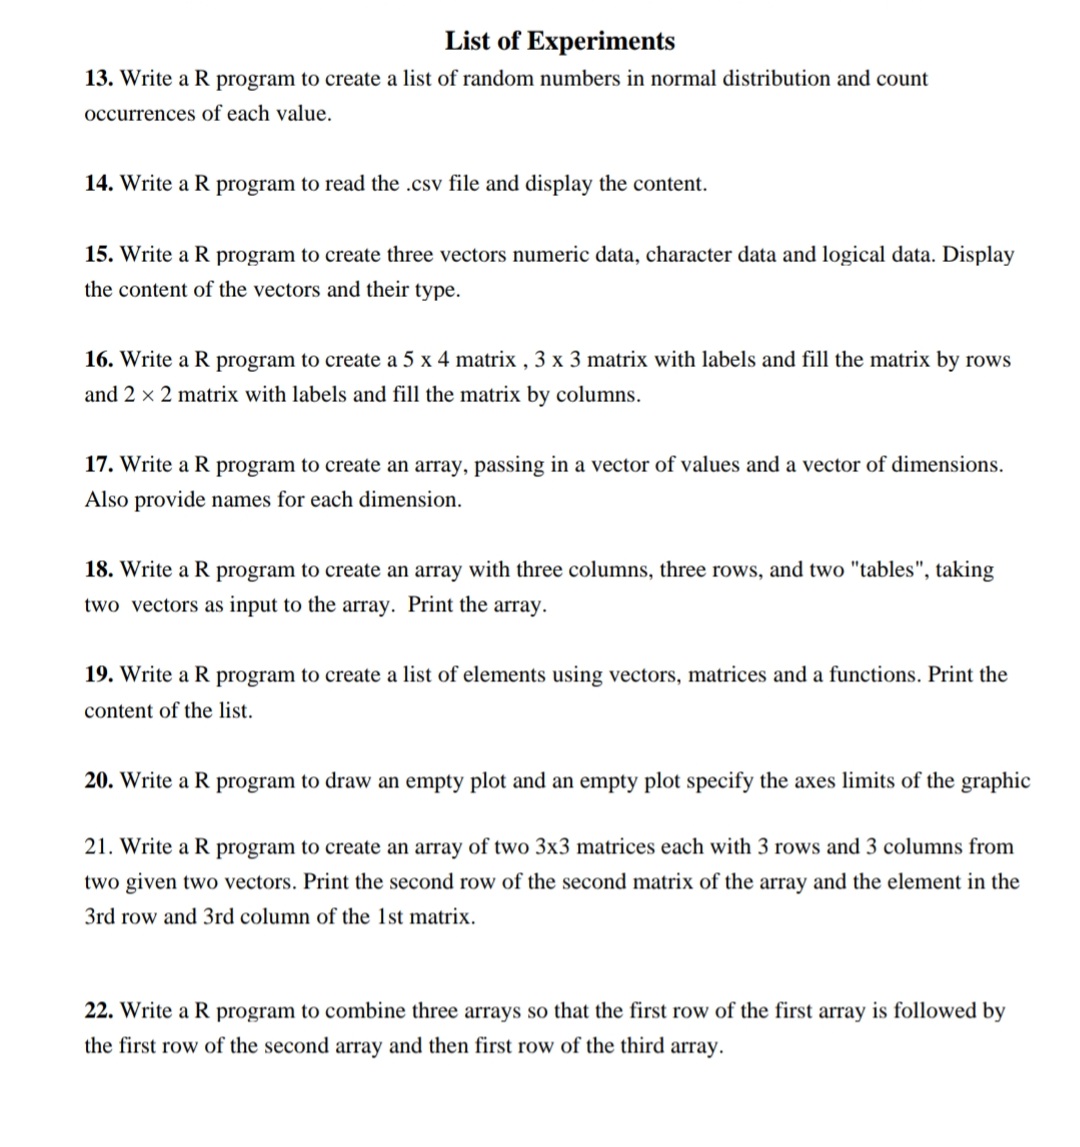 List of Experiments
13. Write a R program to create a list of random numbers in normal distribution and count
occurrences of each value.
14. Write a R program to read the .csv file and display the content.
15. Write a R program to create three vectors numeric data, character data and logical data. Display
the content of the vectors and their type.
16. Write a R program to create a 5 x 4 matrix , 3 x 3 matrix with labels and fill the matrix by rows
and 2 × 2 matrix with labels and fill the matrix by columns.
17. Write a R program to create an array, passing in a vector of values and a vector of dimensions.
Also provide names for each dimension.
18. Write a R program to create an array with three columns, three rows, and two "tables", taking
two  vectors as input to the array.  Print the array.
19. Write a R program to create a list of elements using vectors, matrices and a functions. Print the
content of the list.
20. Write a R program to draw an empty plot and an empty plot specify the axes limits of the graphic
21. Write a R program to create an array of two 3x3 matrices each with 3 rows and 3 columns from
two given two vectors. Print the second row of the second matrix of the array and the element in the
3rd row and 3rd column of the 1st matrix.
22. Write a R program to combine three arrays so that the first row of the first array is followed by
the first row of the second array and then first row of the third array.